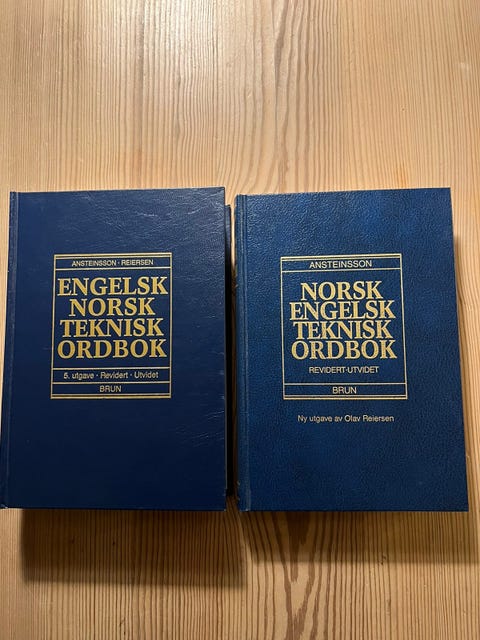 ANSTEINSSON · REIERSEN
ENGELSK
NORSK
TEKNISK
ORDBOK
5. utgave · Revidert · Utvidet
BRUN
ANSTEINSSON
NORSK
ENGELSK
TEKNISK
ORDBOK
REVIDERT·UTVIDET
BRUN
Ny utgave av Olav Reiersen